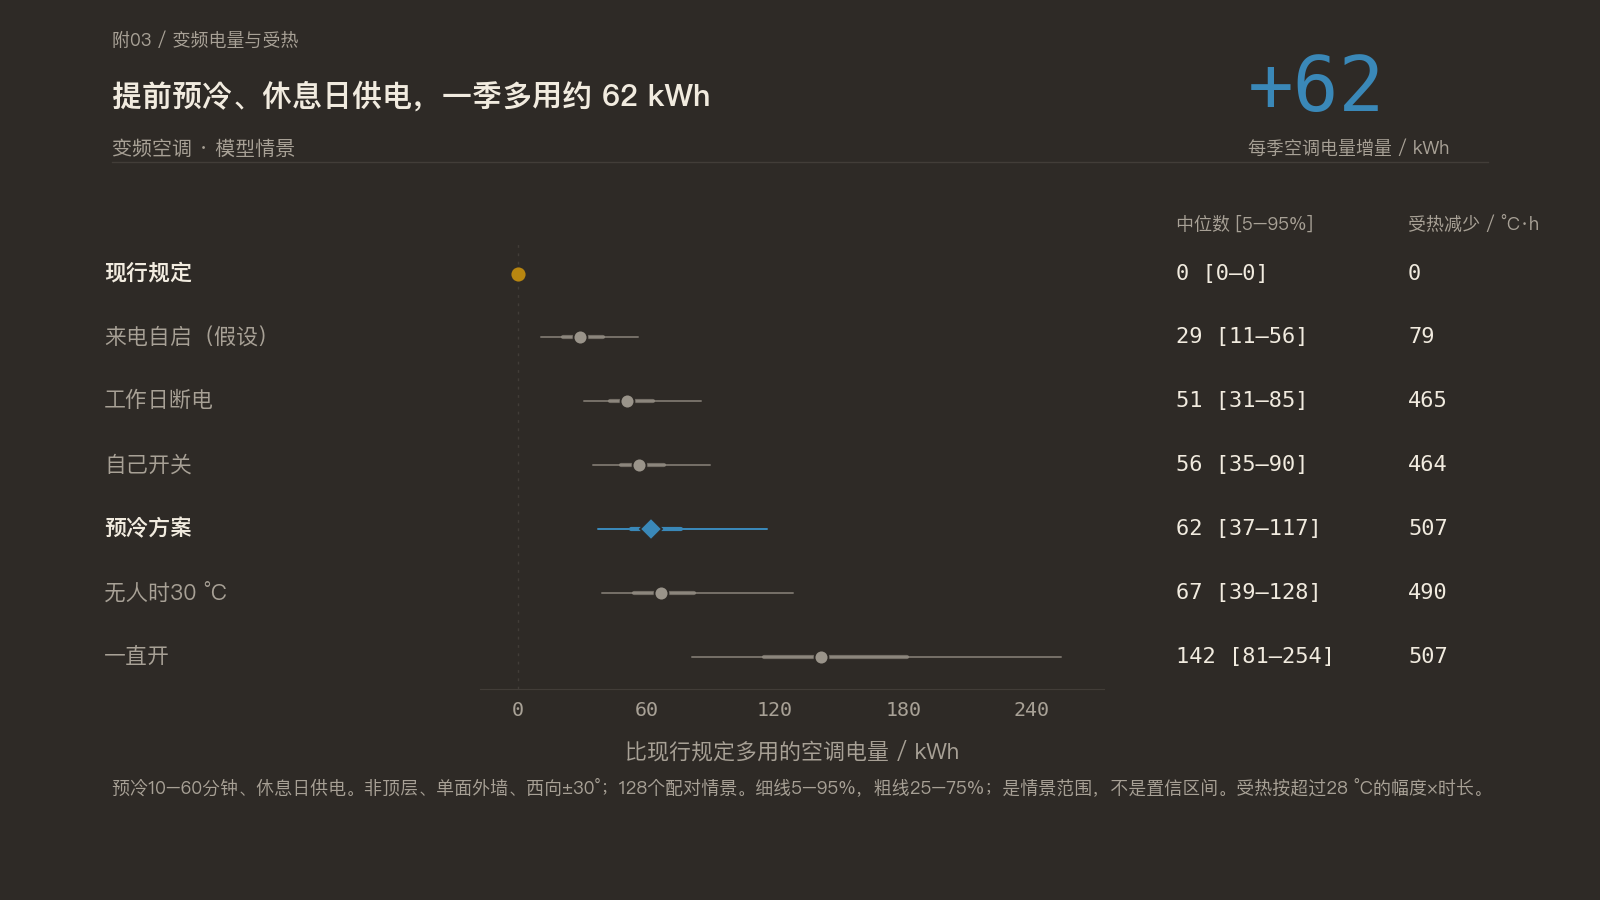 附03 / 变频电量与受热
提前预冷、休息日供电，一季多用约 62 kWh
变频空调 · 模型情景
+62
每季空调电量增量 / kWh
中位数 [5—95%] 受热减少 / °C·h
现行规定 0 [0—0] 0
来电自启（假设） 29 [11—56] 79
工作日断电 51 [31—85] 465
自己开关 56 [35—90] 464
预冷方案 62 [37—117] 507
无人时30 °C 67 [39—128] 490
一直开 142 [81—254] 507
0 60 120 180 240
比现行规定多用的空调电量 / kWh
预冷10—60分钟、休息日供电。非顶层、单面外墙、西向±30°；128个配对情景。细线5—95%，粗线25—75%；是情景范围，不是置信区间。受热按超过28 °C的幅度×时长。